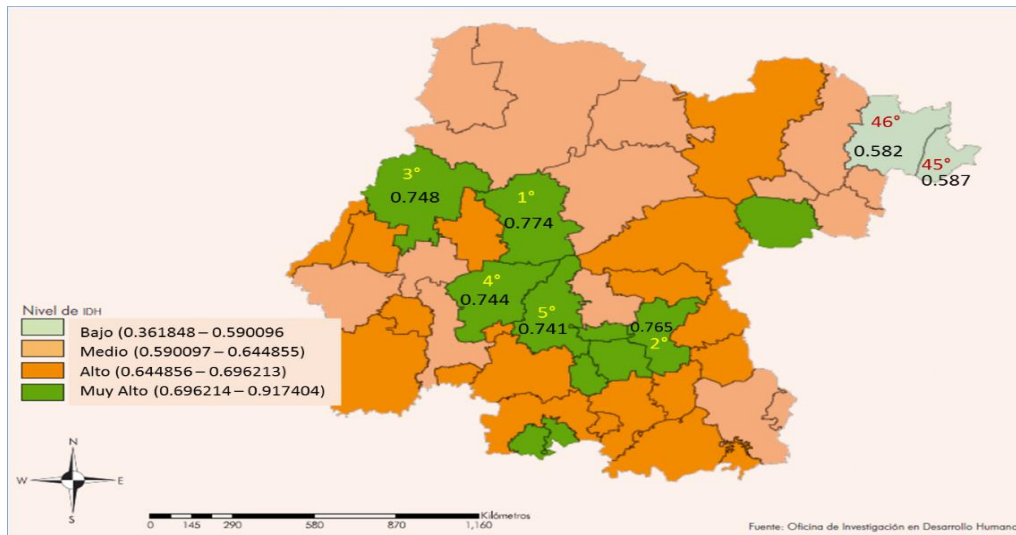 46°
0.582
45°
0.587
3°
0.748
1°
0.774
4°
0.744
5°
0.741
0.765
2°
Nivel de IDH
Bajo (0.361848 – 0.590096
Medio (0.590097 – 0.644855)
Alto (0.644856 – 0.696213)
Muy Alto (0.696214 – 0.917404)
N
W E
S
Kilómetros
0 145 290 580 870 1,160
Fuente: Oficina de Investigación en Desarrollo Humano